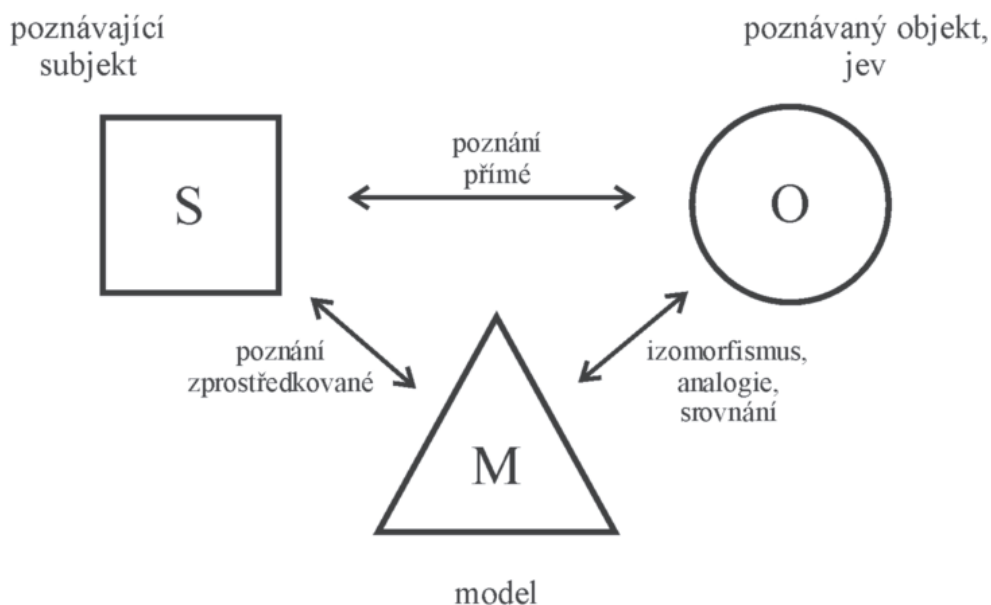 poznávající
subjekt
poznávaný objekt,
jev
poznání
přímé
S
O
poznání
zprostředkované
izomorfismus,
analogie,
srovnání
M
model